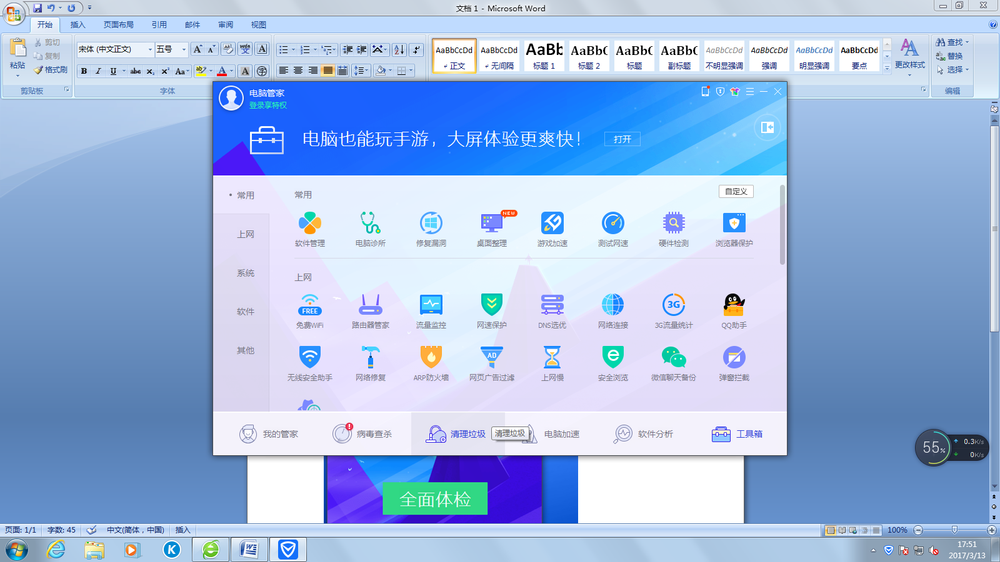 文档 1 - Microsoft Word
开始 插入 页面布局 引用 邮件 审阅 视图
粘贴
剪切
复制
格式刷
剪贴板
宋体 (中文正文) 五号
字体
AaBbCcDd AaBbCcDd AaBb AaBbC AaBbC AaBbC AaBbCcDd AaBbCcDd AaBbCcDd AaBbCcDd
正文 无间隔 标题 1 标题 2 标题 副标题 不明显强调 强调 明显强调 要点
更改样式
查找
替换
选择
编辑
电脑管家
登录享特权
电脑也能玩手游，大屏体验更爽快！
打开
常用
上网
系统
软件
其他
常用
自定义
NEW
软件管理 电脑诊所 修复漏洞 桌面整理 游戏加速 测试网速 硬件检测 浏览器保护
上网
FREE 3G
免费WiFi 路由器管家 流量监控 网速保护 DNS选优 网络连接 3G流量统计 QQ助手
AD
无线安全助手 网络修复 ARP防火墙 网页广告过滤 上网慢 安全浏览 微信聊天备份 弹窗拦截
我的管家 病毒查杀 清理垃圾 清理垃圾 电脑加速 软件分析 工具箱
全面体检
55%
0.3K/s
0K/s
页面: 1/1 字数: 45 中文(简体，中国) 插入
100%
17:51
2017/3/13